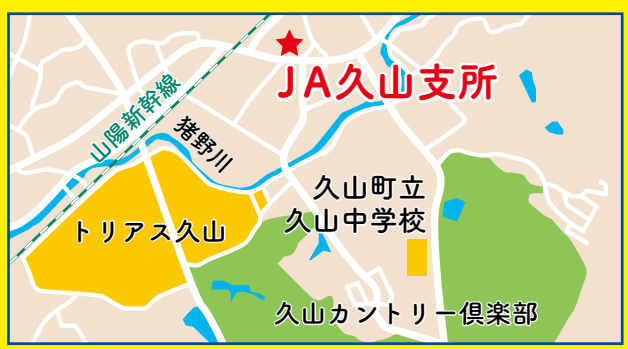 JA久山支所
山陽新幹線
猪野川
久山町立
久山中学校
トリアス久山
久山カントリー倶楽部